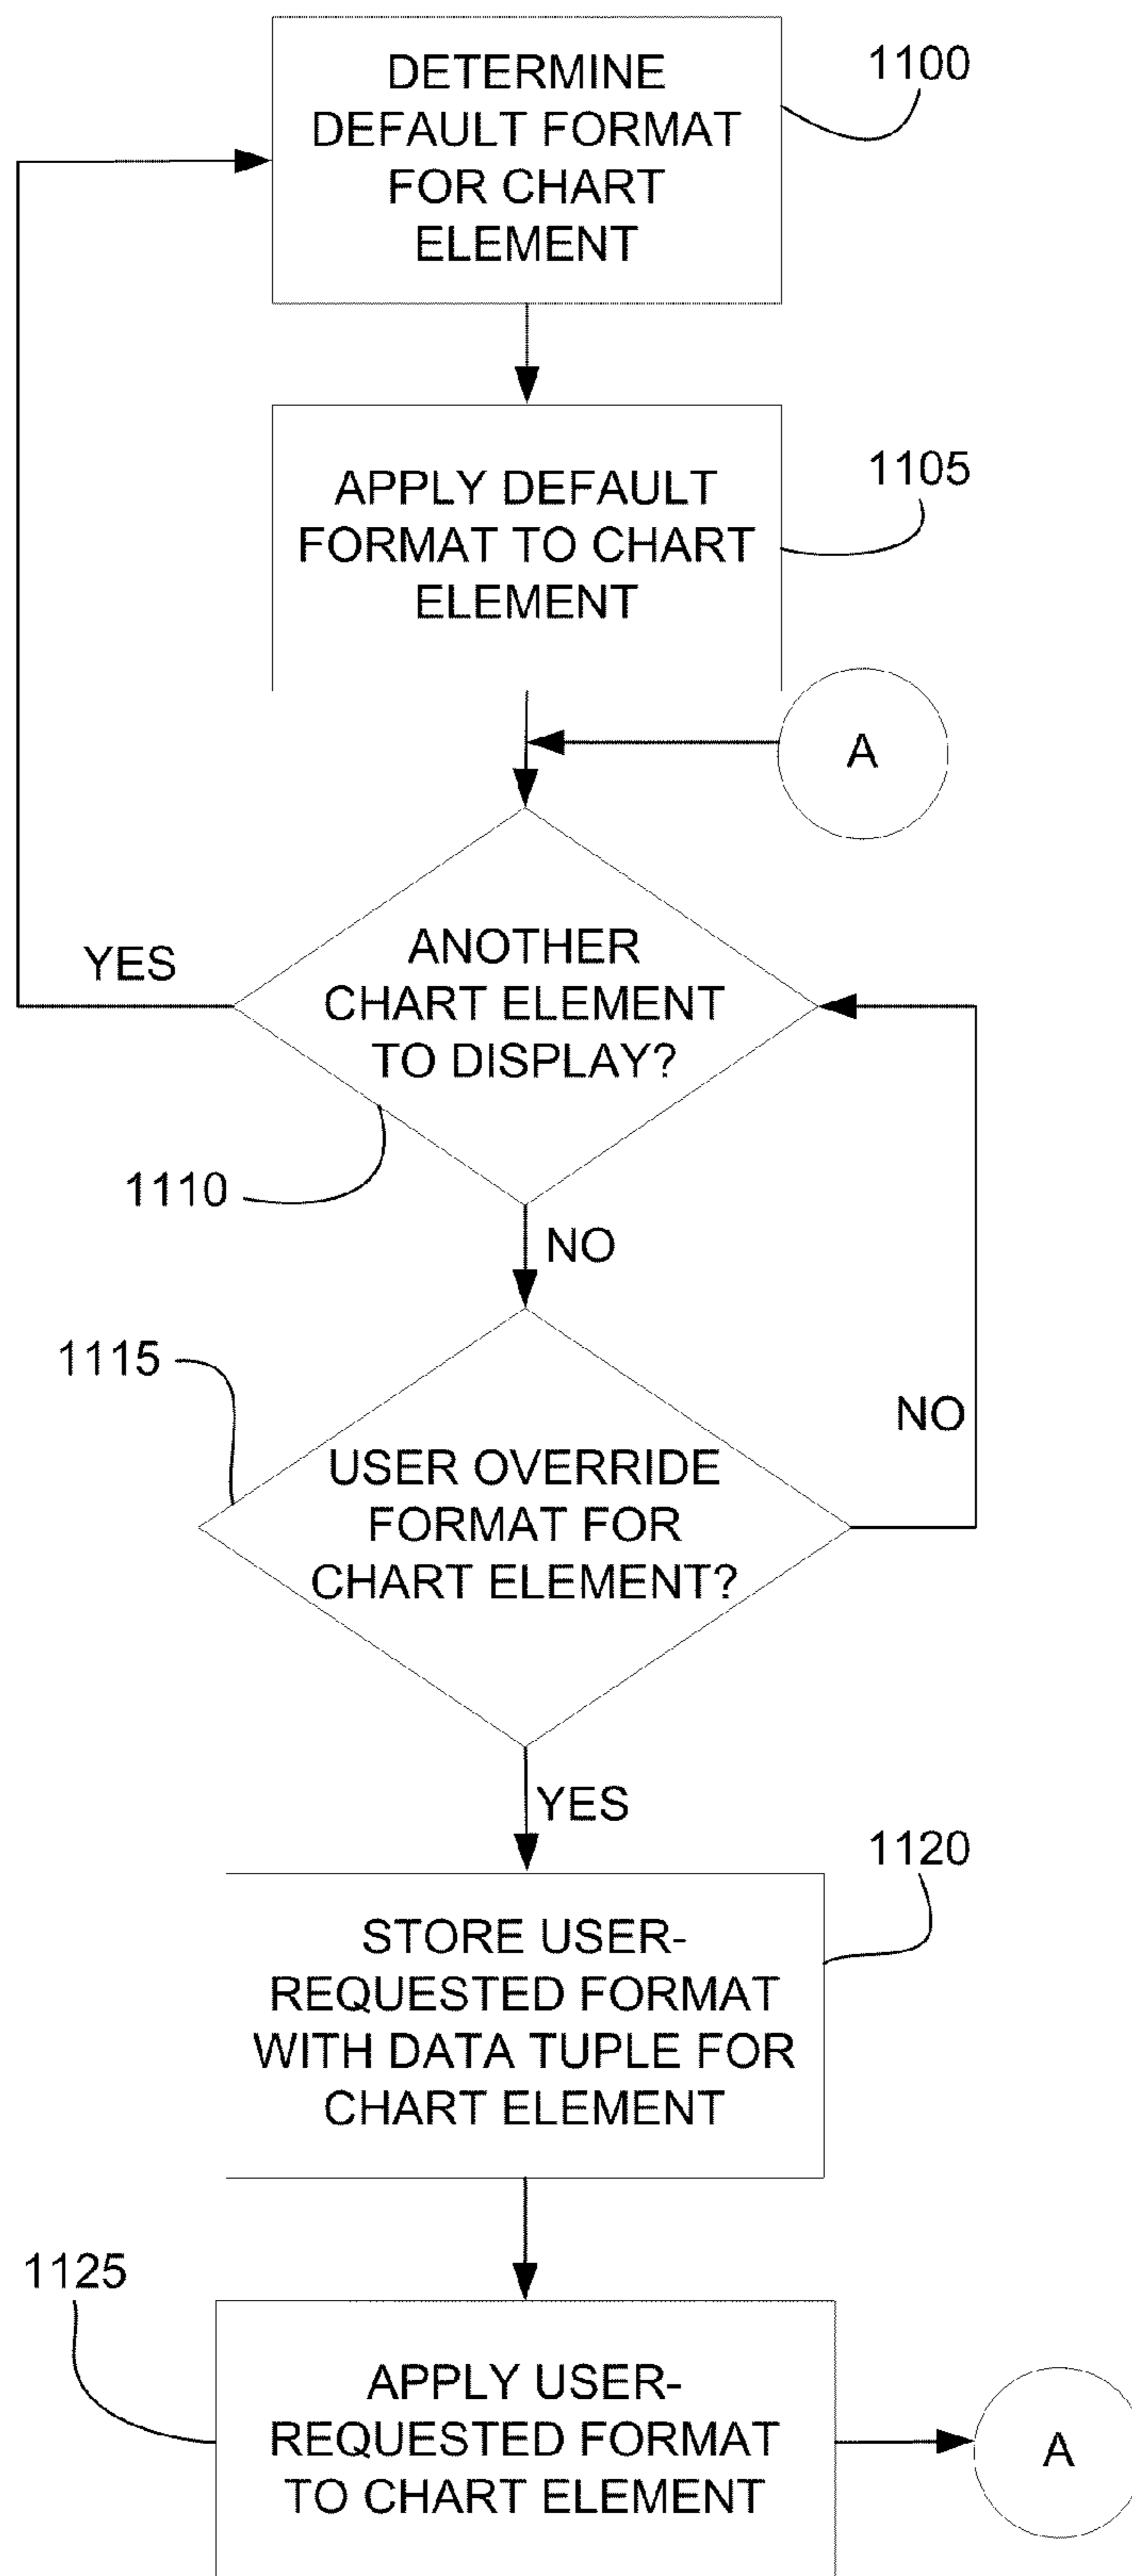 DETERMINE
DEFAULT FORMAT
FOR CHART
ELEMENT
1100
APPLY DEFAULT
FORMAT TO CHART
ELEMENT
1105
A
ANOTHER
CHART ELEMENT
TO DISPLAY?
YES
1110
NO
1115
USER OVERRIDE
FORMAT FOR
CHART ELEMENT?
NO
YES
1120
STORE USER-
REQUESTED FORMAT
WITH DATA TUPLE FOR
CHART ELEMENT
1125
APPLY USER-
REQUESTED FORMAT
TO CHART ELEMENT
A